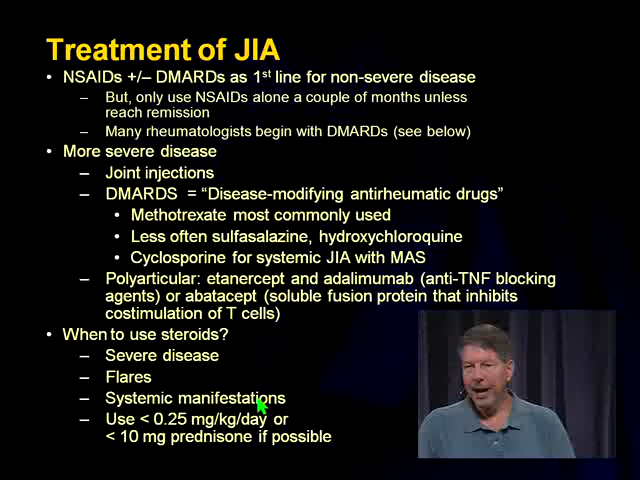 Treatment of JIA
• NSAIDs +/– DMARDs as 1st line for non-severe disease
– But, only use NSAIDs alone a couple of months unless
reach remission
– Many rheumatologists begin with DMARDs (see below)
• More severe disease
– Joint injections
– DMARDS = “Disease-modifying antirheumatic drugs”
• Methotrexate most commonly used
• Less often sulfasalazine, hydroxychloroquine
• Cyclosporine for systemic JIA with MAS
– Polyarticular: etanercept and adalimumab (anti-TNF blocking
agents) or abatacept (soluble fusion protein that inhibits
costimulation of T cells)
• When to use steroids?
– Severe disease
– Flares
– Systemic manifestations
– Use < 0.25 mg/kg/day or
< 10 mg prednisone if possible